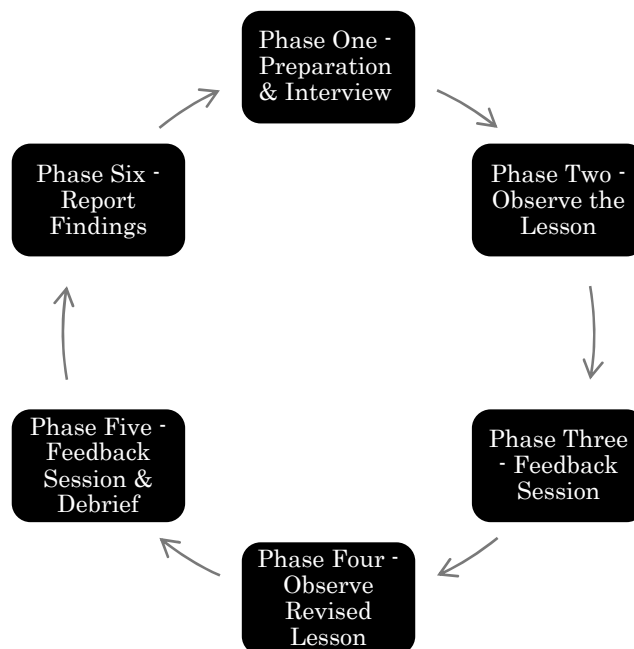 Phase One -
Preparation
& Interview
Phase Two -
Observe the
Lesson
Phase Three
- Feedback
Session
Phase Four -
Observe
Revised
Lesson
Phase Five -
Feedback
Session &
Debrief
Phase Six -
Report
Findings